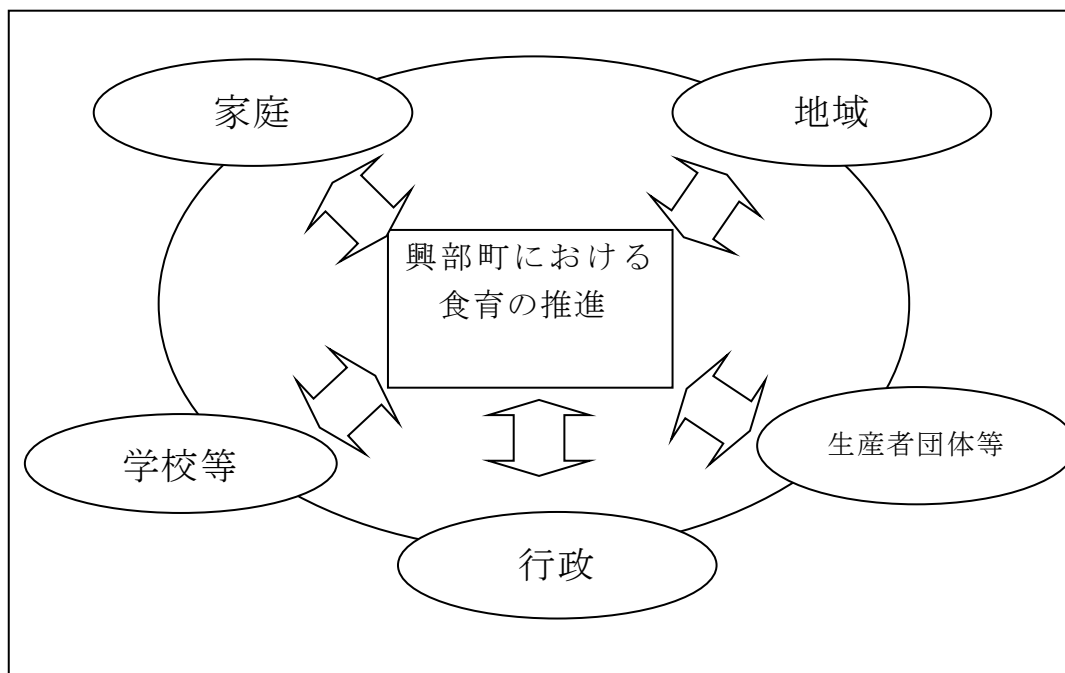 家庭
地域
興部町における
食育の推進
学校等
生産者団体等
行政